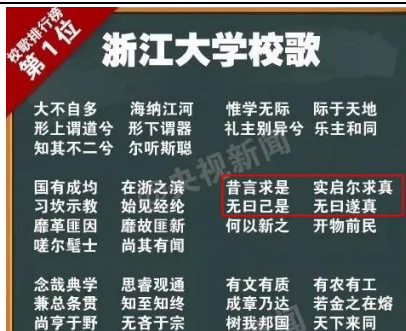 校歌排行榜
第1位
浙江大学校歌
大不自多 海纳江河 惟学无际 际于天地
形上谓道兮 形下谓器 礼主别异兮 乐主和同
知其不二兮 尔听斯聪
国有成均 在浙之滨 昔言求是 实启尔求真
习坎示教 始见经纶 无曰己是 无曰遂真
靡革匪因 靡故匪新 何以新之 开物前民
嗟尔髦士 尚其有闻
念哉典学 思睿观通 有文有质 有农有工
兼总条贯 知至知终 成章乃达 若金之在熔
尚亨于野 无吝于宗 树我邦国 天下来同
央视新闻